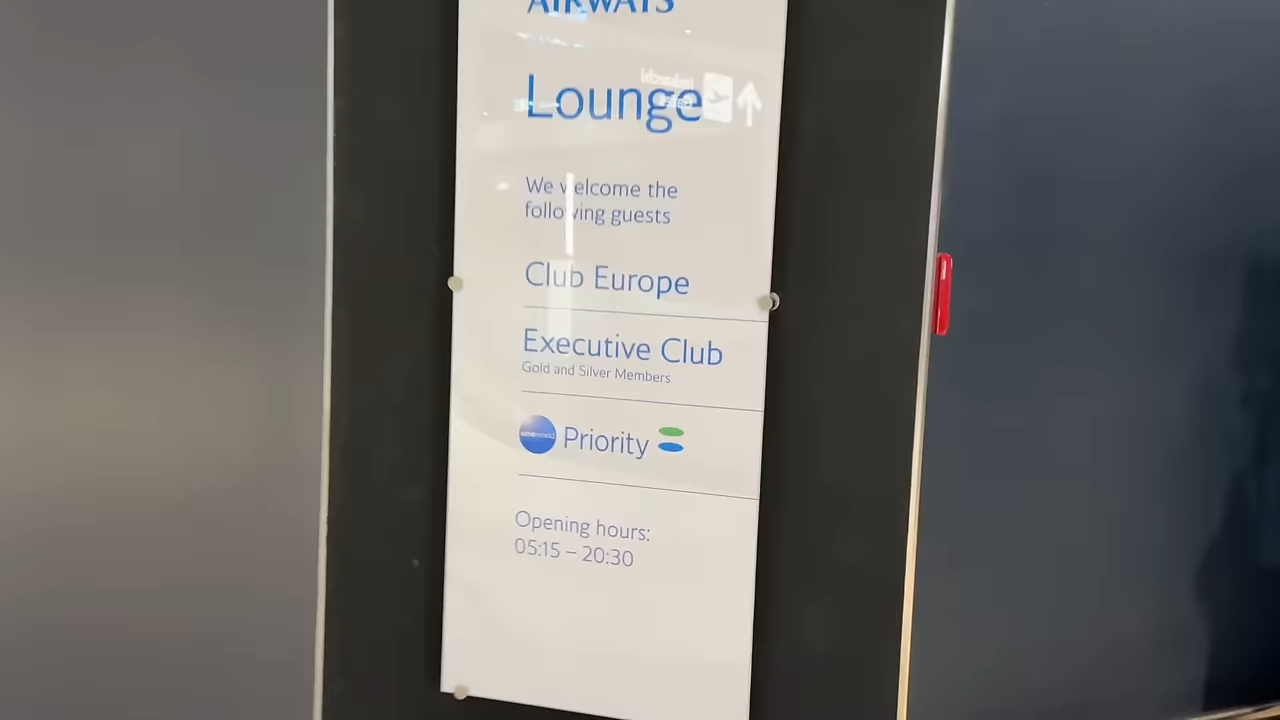 AIRWAYS
Lounge
We welcome the
following guests
Club Europe
Executive Club
Gold and Silver Members
oneworld Priority
Opening hours:
05:15 – 20:30